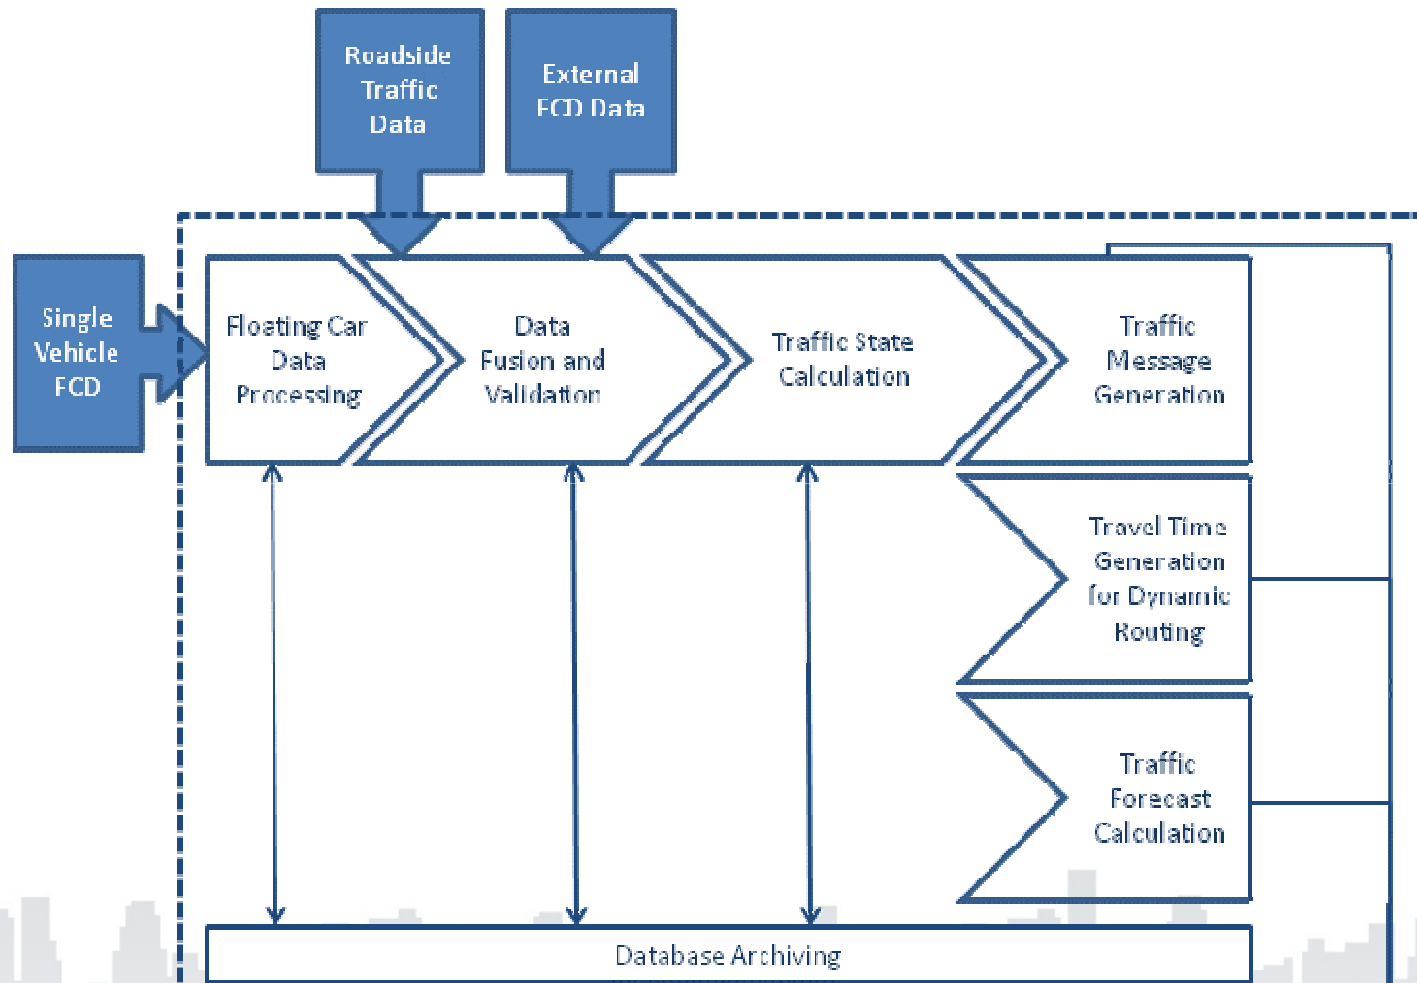 Roadside
Traffic
Data
External
FCD Data
Single
Vehicle
FCD
Floating Car
Data
Processing
Data
Fusion and
Validation
Traffic State
Calculation
Traffic
Message
Generation
Travel Time
Generation
for Dynamic
Routing
Traffic
Forecast
Calculation
Database Archiving